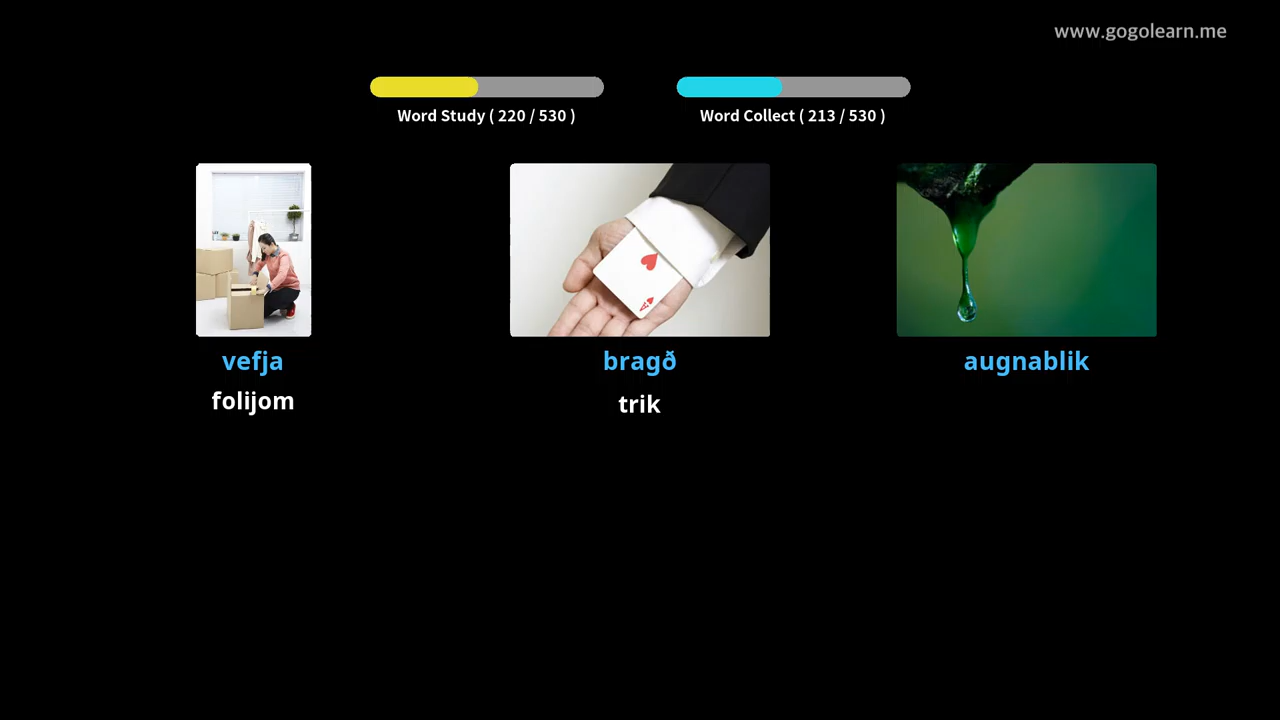 www.gogolearn.me
Word Study ( 220 / 530 )
Word Collect ( 213 / 530 )
vefja
bragð
augnablik
folijom
trik